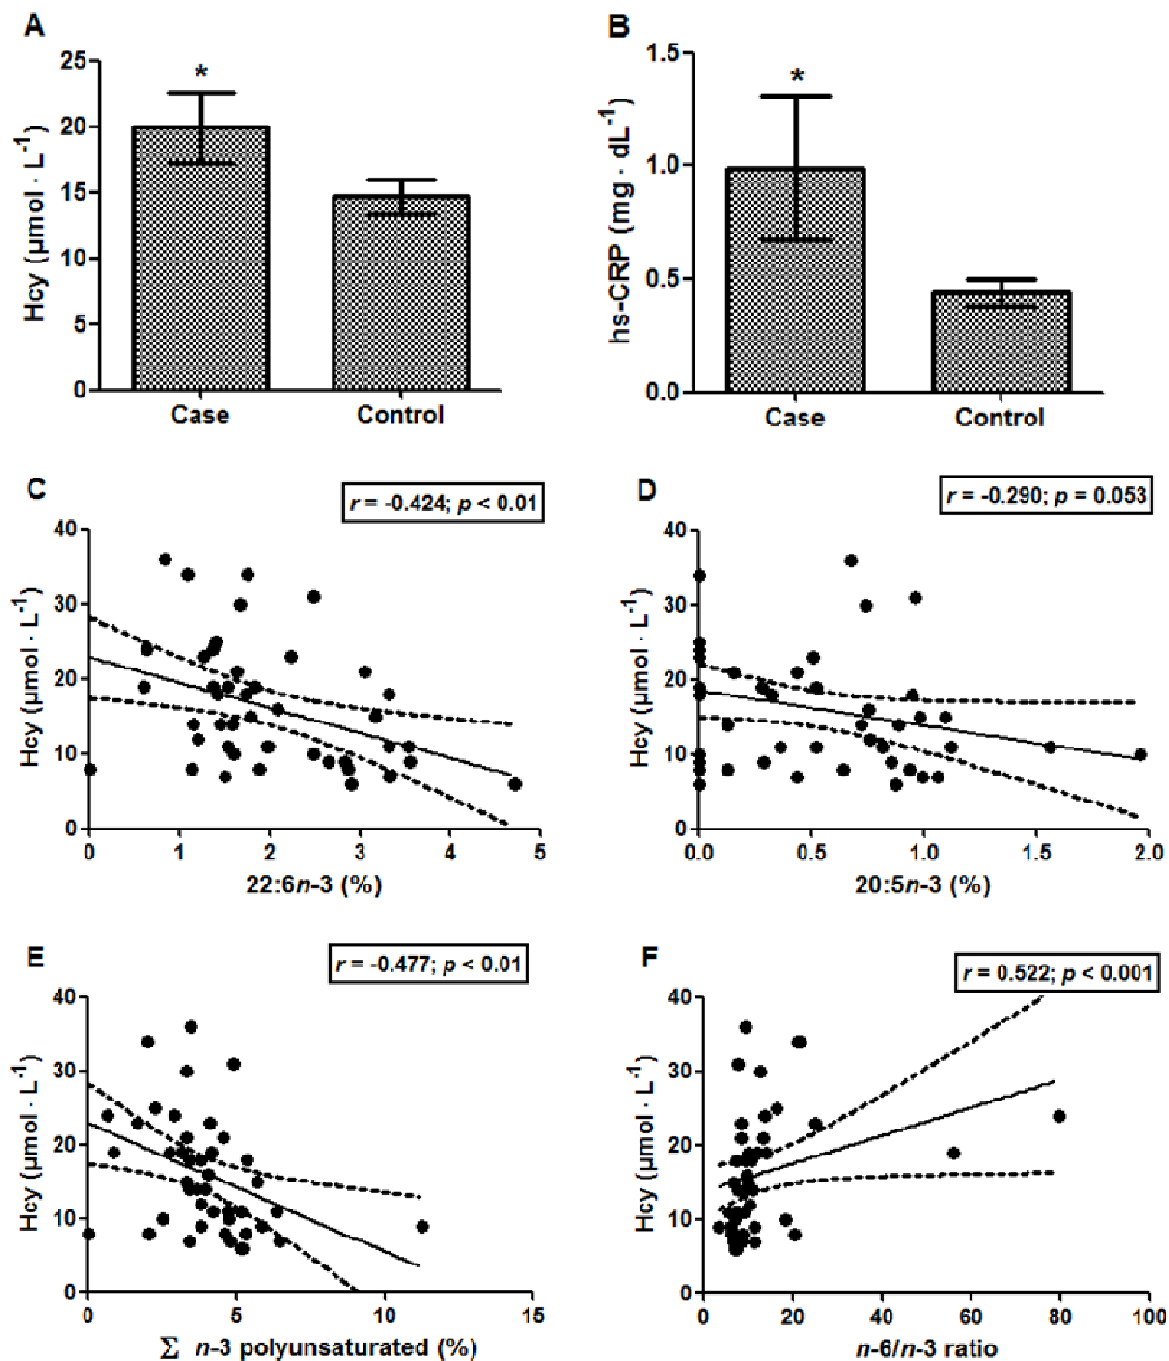 A
B
Hcy (µmol · L⁻¹)
25
20
15
10
5
0
*
Case
Control
hs-CRP (mg · dL⁻¹)
1.5
1.0
0.5
0.0
*
Case
Control
C
r = -0.424; p < 0.01
D
r = -0.290; p = 0.053
Hcy (µmol · L⁻¹)
40
30
20
10
0
0 1 2 3 4 5
22:6n-3 (%)
Hcy (µmol · L⁻¹)
40
30
20
10
0
0.0 0.5 1.0 1.5 2.0
20:5n-3 (%)
E
r = -0.477; p < 0.01
F
r = 0.522; p < 0.001
Hcy (µmol · L⁻¹)
40
30
20
10
0
0 5 10 15
Σ n-3 polyunsaturated (%)
Hcy (µmol · L⁻¹)
40
30
20
10
0
0 20 40 60 80 100
n-6/n-3 ratio